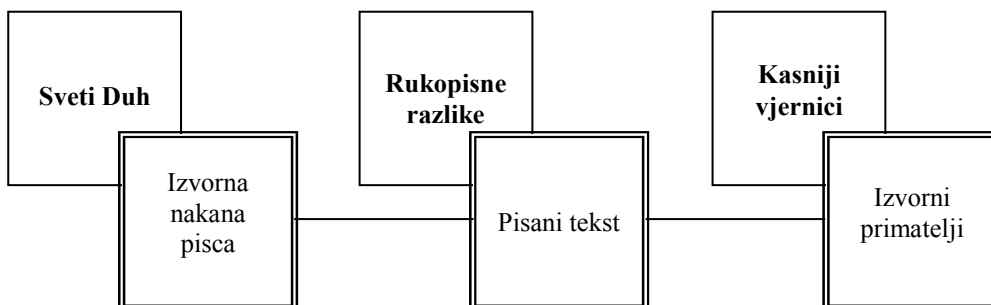 Sveti Duh
Rukopisne
razlike
Kasniji
vjernici
Izvorna
nakana
pisca
Pisani tekst
Izvorni
primatelji